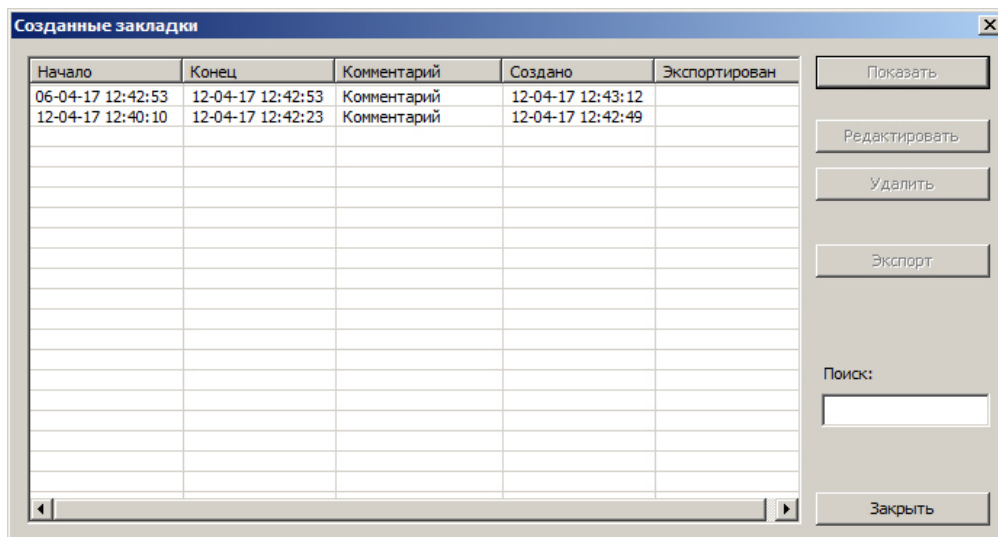 Созданные закладки
Начало Конец Комментарий Создано Экспортирован
06-04-17 12:42:53 12-04-17 12:42:53 Комментарий 12-04-17 12:43:12
12-04-17 12:40:10 12-04-17 12:42:23 Комментарий 12-04-17 12:42:49
Показать
Редактировать
Удалить
Экспорт
Поиск:
Закрыть